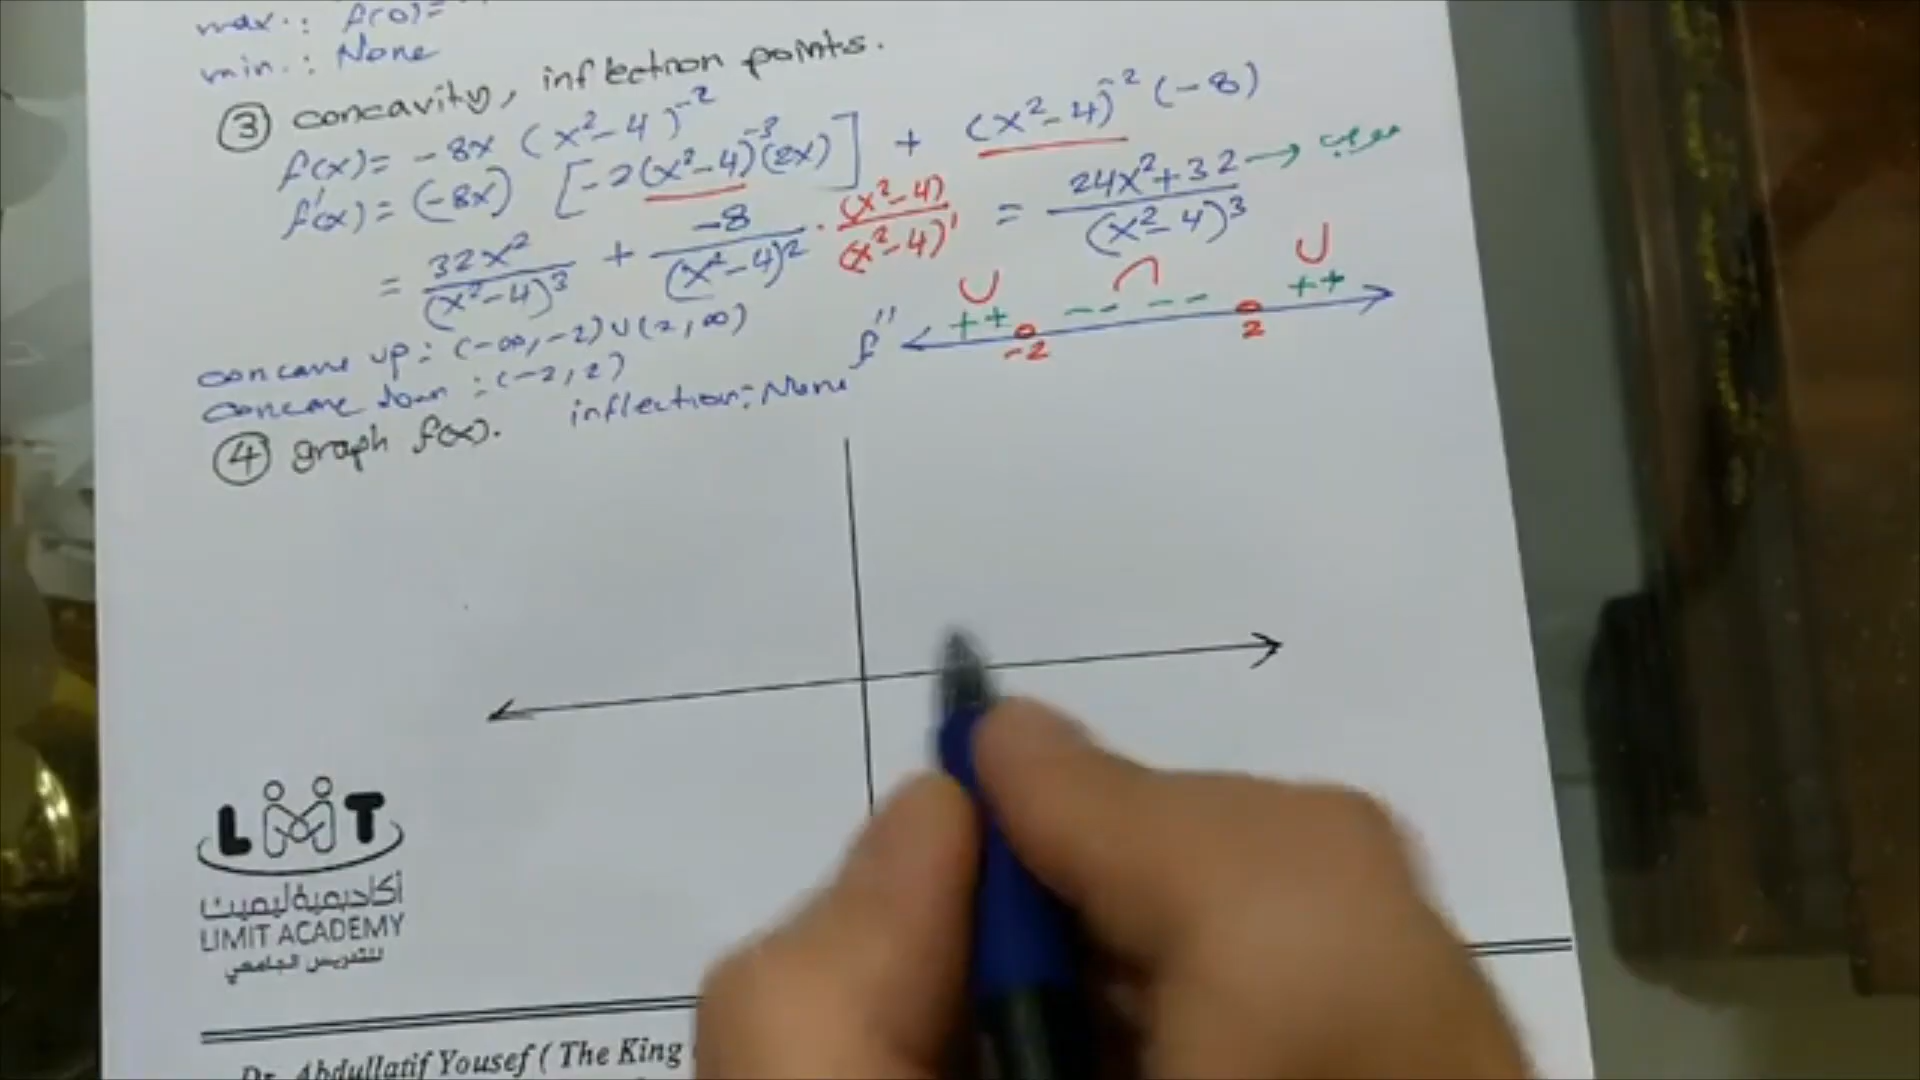 max.: f(0)=
min.: None
③ concavity, inflection points.
f(x)= -8x (x²-4)⁻²
f'(x)= (-8x) [-2(x²-4)⁻³(2x)] + (x²-4)⁻²(-8)
= 32x²/(x²-4)³ + -8/(x²-4)² · (x²-4)/(x²-4)¹ = 24x²+32/(x²-4)³ → موجب
∪ ∩ ∪
f'' ++ -- -- ++
-2 2
concave up: (-∞,-2)∪(2,∞)
concave down: (-2,2)
inflection: None
④ graph f(x).
LIMIT
أكاديمية ليميت
LIMIT ACADEMY
للتدريس الجامعي
Dr. Abdullatif Yousef ( The King